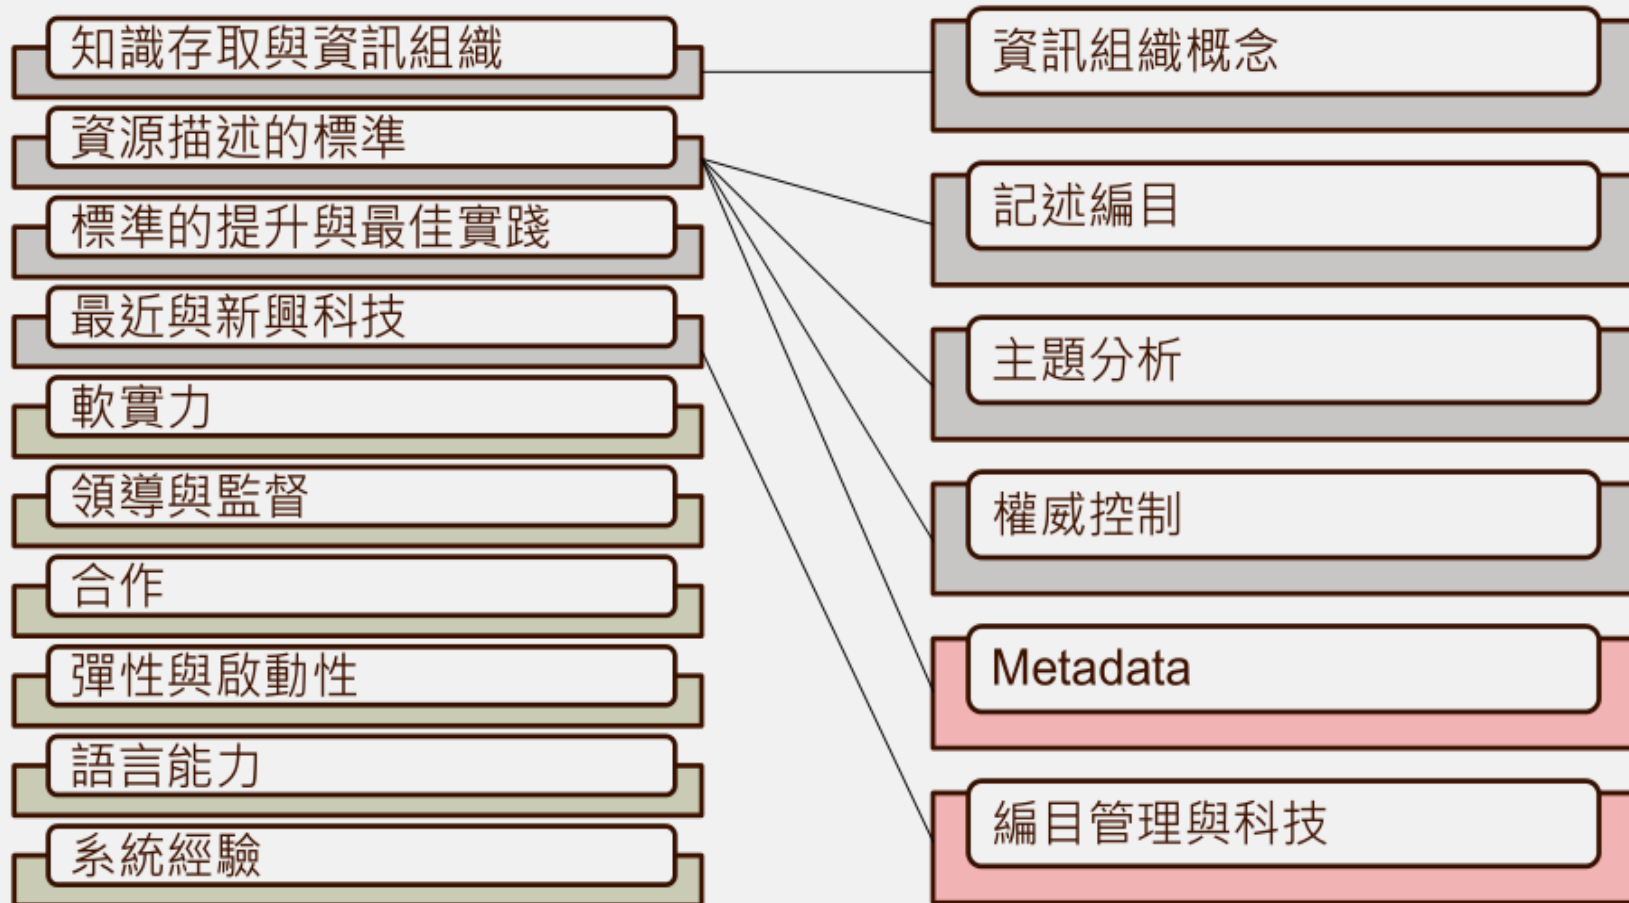 知識存取與資訊組織
資源描述的標準
標準的提升與最佳實踐
最近與新興科技
軟實力
領導與監督
合作
彈性與啟動性
語言能力
系統經驗
資訊組織概念
記述編目
主題分析
權威控制
Metadata
編目管理與科技